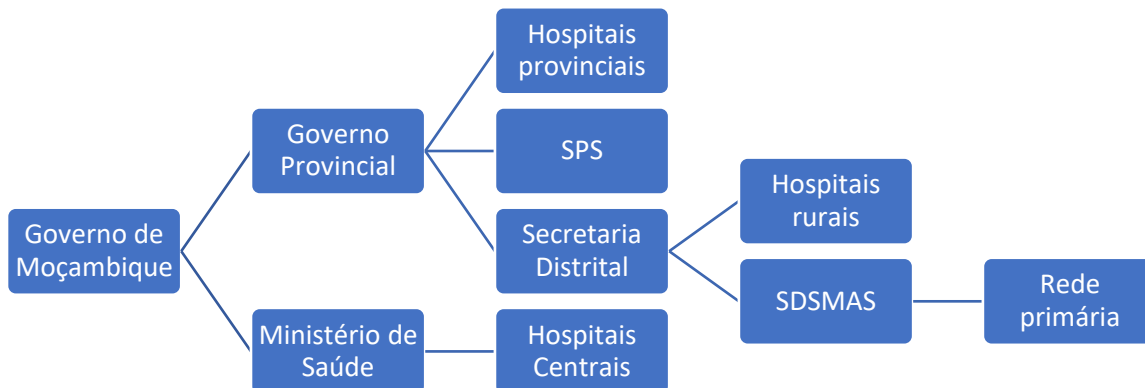 Governo de
Moçambique
Governo
Provincial
Hospitais
provinciais
SPS
Secretaria
Distrital
Hospitais
rurais
SDSMAS
Rede
primária
Ministério de
Saúde
Hospitais
Centrais